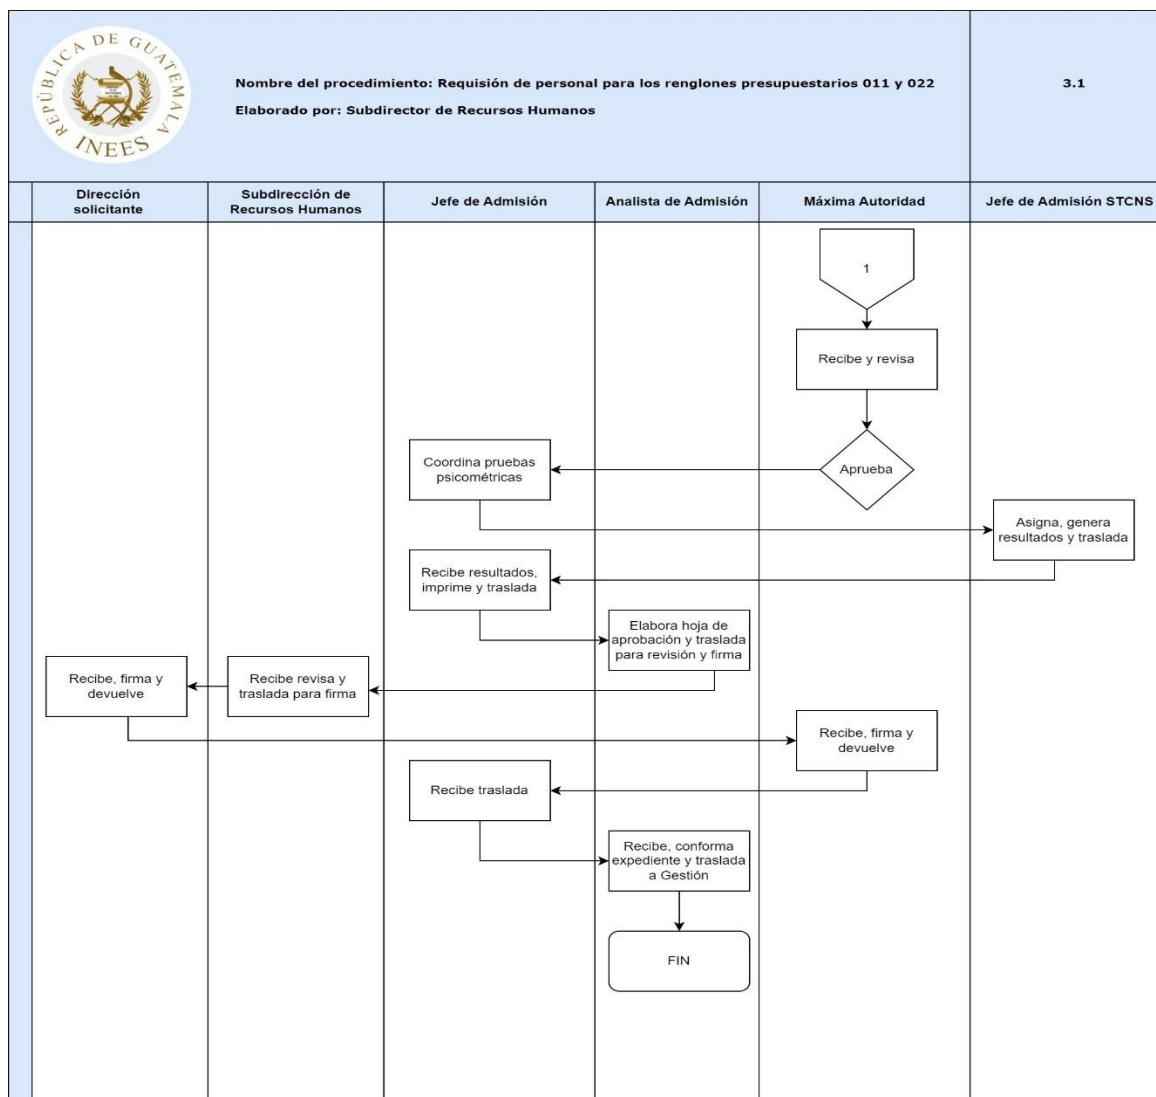 REPÚBLICA DE GUATEMALA
INEES
Nombre del procedimiento: Requisión de personal para los renglones presupuestarios 011 y 022
Elaborado por: Subdirector de Recursos Humanos
3.1
Dirección
solicitante
Subdirección de
Recursos Humanos
Jefe de Admisión
Analista de Admisión
Máxima Autoridad
Jefe de Admisión STCNS
1
Recibe y revisa
Aprueba
Coordina pruebas
psicométricas
Asigna, genera
resultados y traslada
Recibe resultados,
imprime y traslada
Elabora hoja de
aprobación y traslada
para revisión y firma
Recibe revisa y
traslada para firma
Recibe, firma y
devuelve
Recibe, firma y
devuelve
Recibe traslada
Recibe, conforma
expediente y traslada
a Gestión
FIN